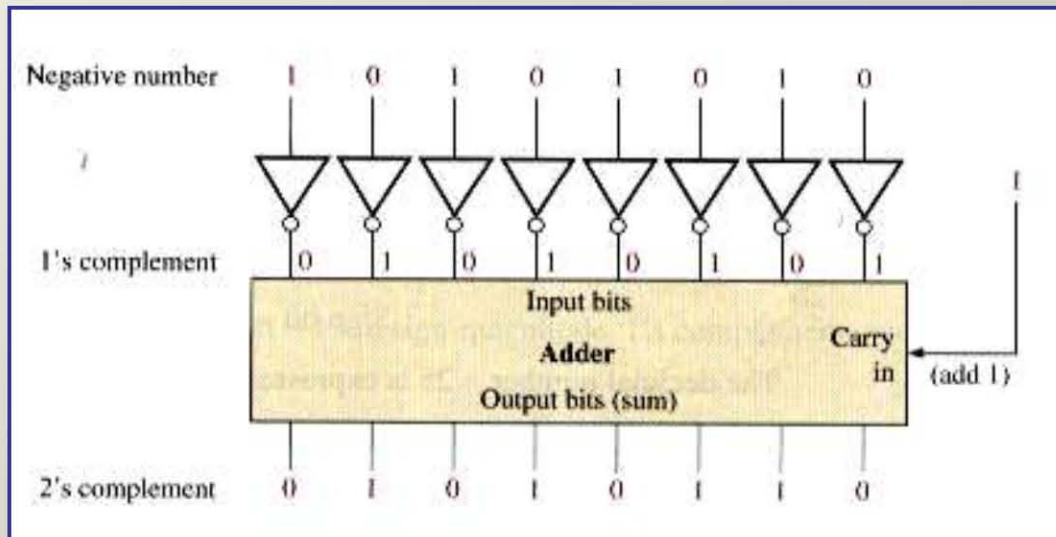 Negative number 1 0 1 0 1 0 1 0
1
1's complement 0 1 0 1 0 1 0 1
Input bits
Carry
Adder
in
(add 1)
Output bits (sum)
2's complement 0 1 0 1 0 1 1 0